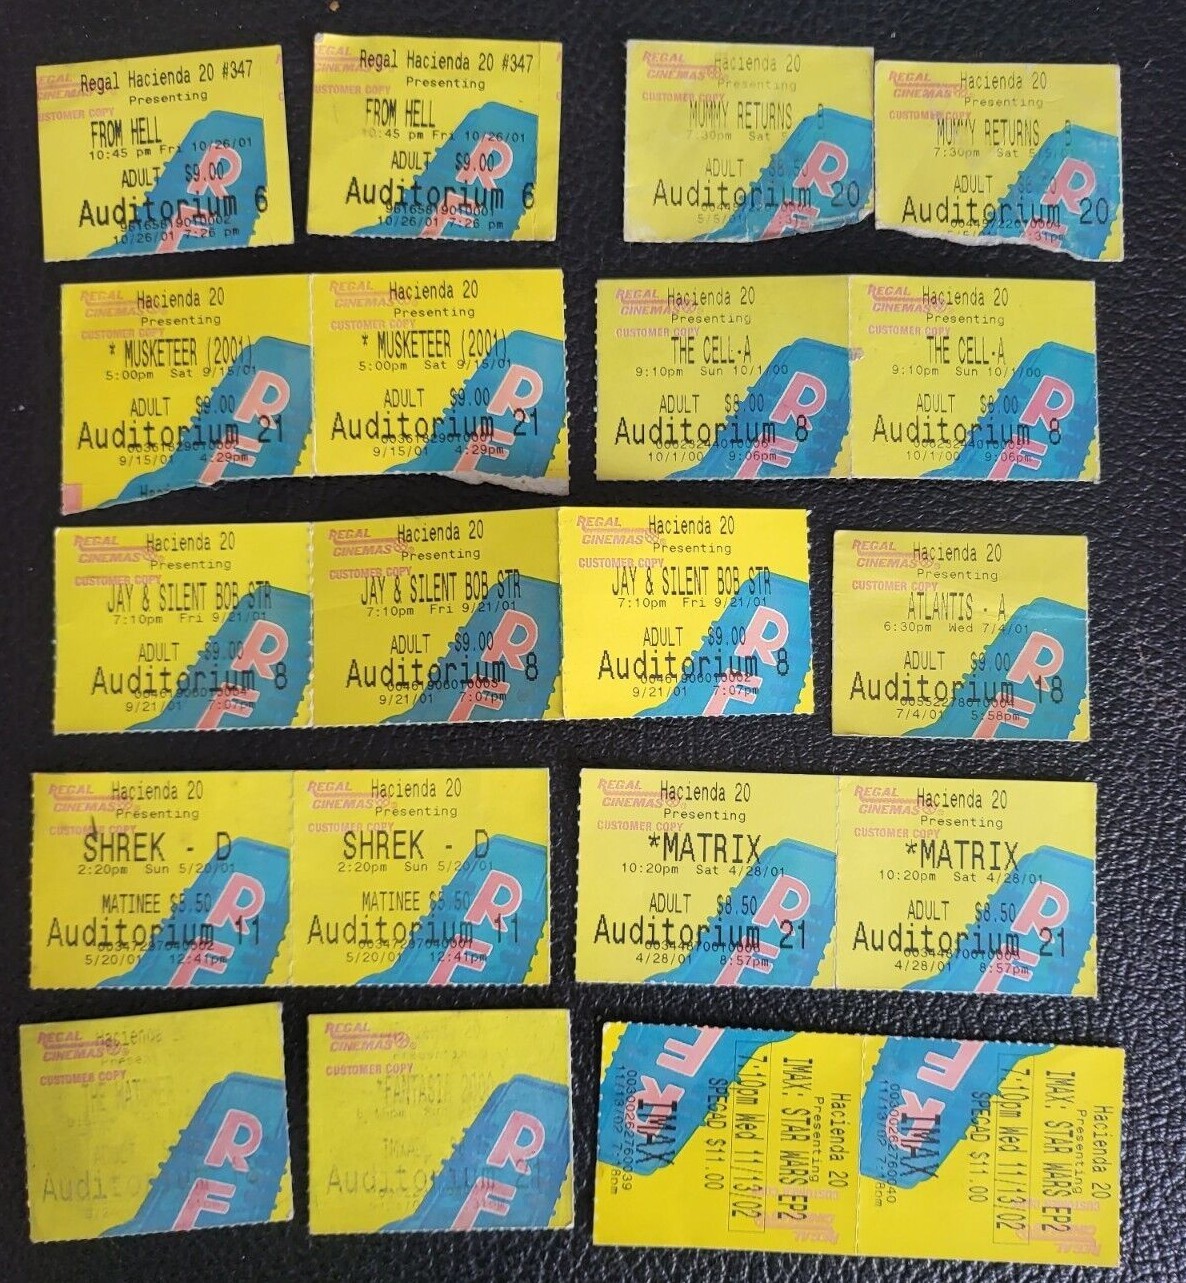 REGAL
CINEMAS
CUSTOMER COPY
Regal Hacienda 20 #347
Presenting
FROM HELL
10:45 pm Fri 10/26/01
ADULT $9.00
Auditorium 6
10/26/01 7:26 pm
REGAL
CINEMAS
CUSTOMER COPY
Regal Hacienda 20 #347
Presenting
FROM HELL
10:45 pm Fri 10/26/01
ADULT $9.00
Auditorium 6
10/26/01 7:26 pm
REGAL
CINEMAS
CUSTOMER COPY
Hacienda 20
Presenting
MUMMY RETURNS - B
7:30pm Sat
ADULT $8.50
Auditorium 20
REGAL
CINEMAS
CUSTOMER COPY
Hacienda 20
Presenting
MUMMY RETURNS - B
7:30pm Sat
ADULT
Auditorium 20
REGAL
CINEMAS
CUSTOMER COPY
Hacienda 20
Presenting
* MUSKETEER (2001)
5:00pm Sat 9/15/01
ADULT $9.00
Auditorium 21
9/15/01 4:29pm
REGAL
CINEMAS
CUSTOMER COPY
Hacienda 20
Presenting
* MUSKETEER (2001)
5:00pm Sat 9/15/01
ADULT $9.00
Auditorium 21
9/15/01 4:29pm
REGAL
CINEMAS
CUSTOMER COPY
Hacienda 20
Presenting
THE CELL-A
9:10pm Sun 10/1/00
ADULT $8.00
Auditorium 8
10/1/00 9:06pm
REGAL
CINEMAS
CUSTOMER COPY
Hacienda 20
Presenting
THE CELL-A
9:10pm Sun 10/1/00
ADULT $8.00
Auditorium 8
10/1/00 9:06pm
REGAL
CINEMAS
CUSTOMER COPY
Hacienda 20
Presenting
JAY & SILENT BOB STR
7:10pm Fri 9/21/01
ADULT $9.00
Auditorium 8
9/21/01 7:07pm
REGAL
CINEMAS
CUSTOMER COPY
Hacienda 20
Presenting
JAY & SILENT BOB STR
7:10pm Fri 9/21/01
ADULT $9.00
Auditorium 8
9/21/01 7:07pm
REGAL
CINEMAS
CUSTOMER COPY
Hacienda 20
Presenting
JAY & SILENT BOB STR
7:10pm Fri 9/21/01
ADULT $9.00
Auditorium 8
9/21/01 7:07pm
REGAL
CINEMAS
CUSTOMER COPY
Hacienda 20
Presenting
ATLANTIS - A
6:30pm Wed 7/4/01
ADULT $9.00
Auditorium 18
7/4/01 5:58pm
REGAL
CINEMAS
CUSTOMER COPY
Hacienda 20
Presenting
SHREK - D
2:20pm Sun 5/20/01
MATINEE $5.50
Auditorium 11
5/20/01 12:41pm
REGAL
CINEMAS
CUSTOMER COPY
Hacienda 20
Presenting
SHREK - D
2:20pm Sun 5/20/01
MATINEE $5.50
Auditorium 11
5/20/01 12:41pm
REGAL
CINEMAS
CUSTOMER COPY
Hacienda 20
Presenting
*MATRIX
10:20pm Sat 4/28/01
ADULT $8.50
Auditorium 21
4/28/01 8:57pm
REGAL
CINEMAS
CUSTOMER COPY
Hacienda 20
Presenting
*MATRIX
10:20pm Sat 4/28/01
ADULT $8.50
Auditorium 21
4/28/01 8:57pm
REGAL
CINEMAS
CUSTOMER COPY
Hacienda
REGAL
CINEMAS
CUSTOMER COPY
Presenting
*FANTASIA 2000
Auditorium 21
Hacienda 20
Presenting
IMAX: STAR WARS EP2
7:10pm Wed 11/13/02
SPECAD $11.00
IMAX
Hacienda 20
Presenting
IMAX: STAR WARS EP2
7:10pm Wed 11/13/02
SPECAD $11.00
IMAX